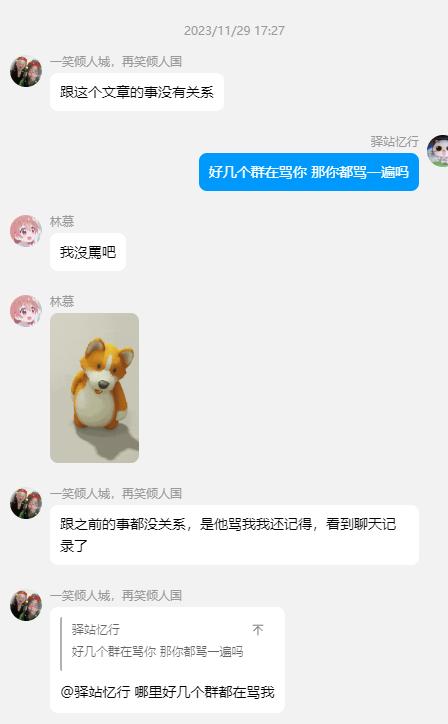 2023/11/29 17:27
一笑倾人城，再笑倾人国
跟这个文章的事没有关系
驿站忆行
好几个群在骂你 那你都骂一遍吗
林慕
我沒罵吧
林慕
一笑倾人城，再笑倾人国
跟之前的事都没关系，是他骂我我还记得，看到聊天记
录了
一笑倾人城，再笑倾人国
驿站忆行
好几个群在骂你 那你都骂一遍吗
@驿站忆行 哪里好几个群都在骂我